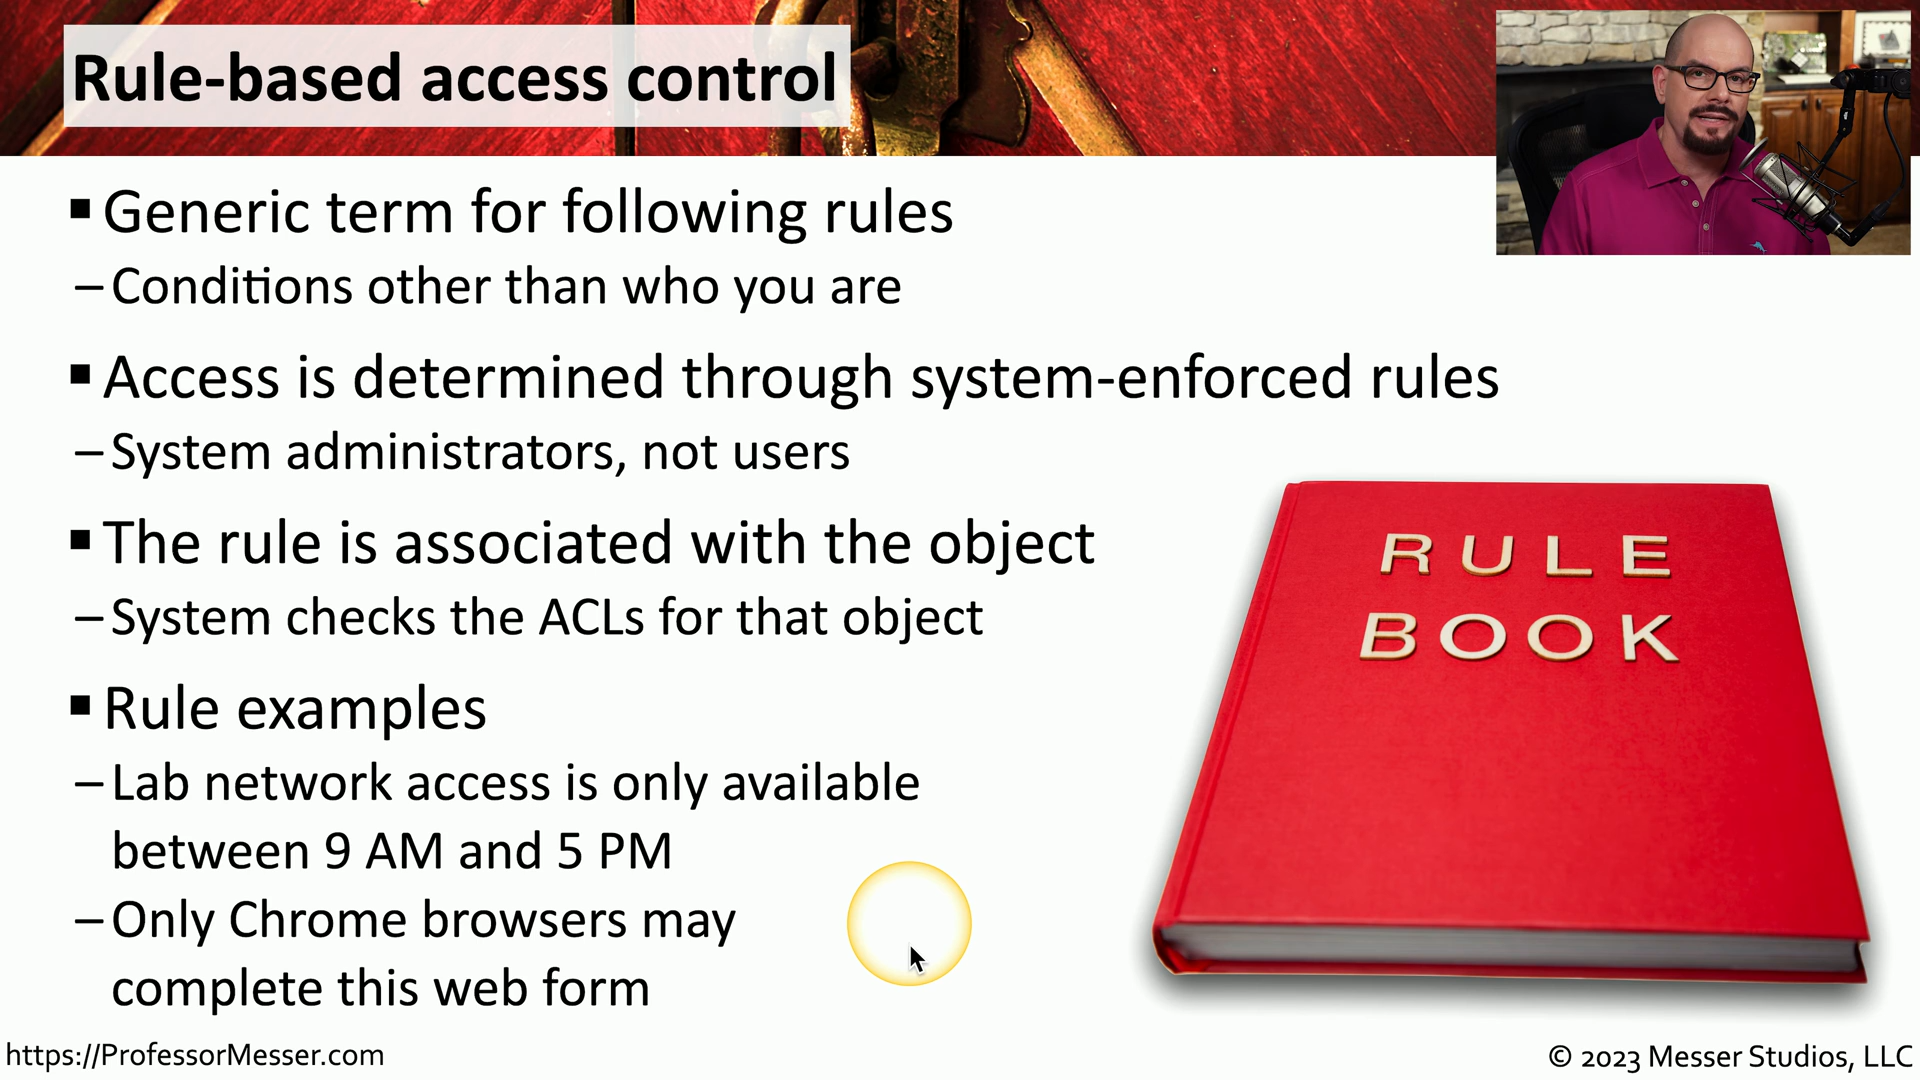 Rule-based access control
▪ Generic term for following rules
– Conditions other than who you are
▪ Access is determined through system-enforced rules
– System administrators, not users
▪ The rule is associated with the object
– System checks the ACLs for that object
▪ Rule examples
– Lab network access is only available
between 9 AM and 5 PM
– Only Chrome browsers may
complete this web form
RULE
BOOK
https://ProfessorMesser.com
© 2023 Messer Studios, LLC